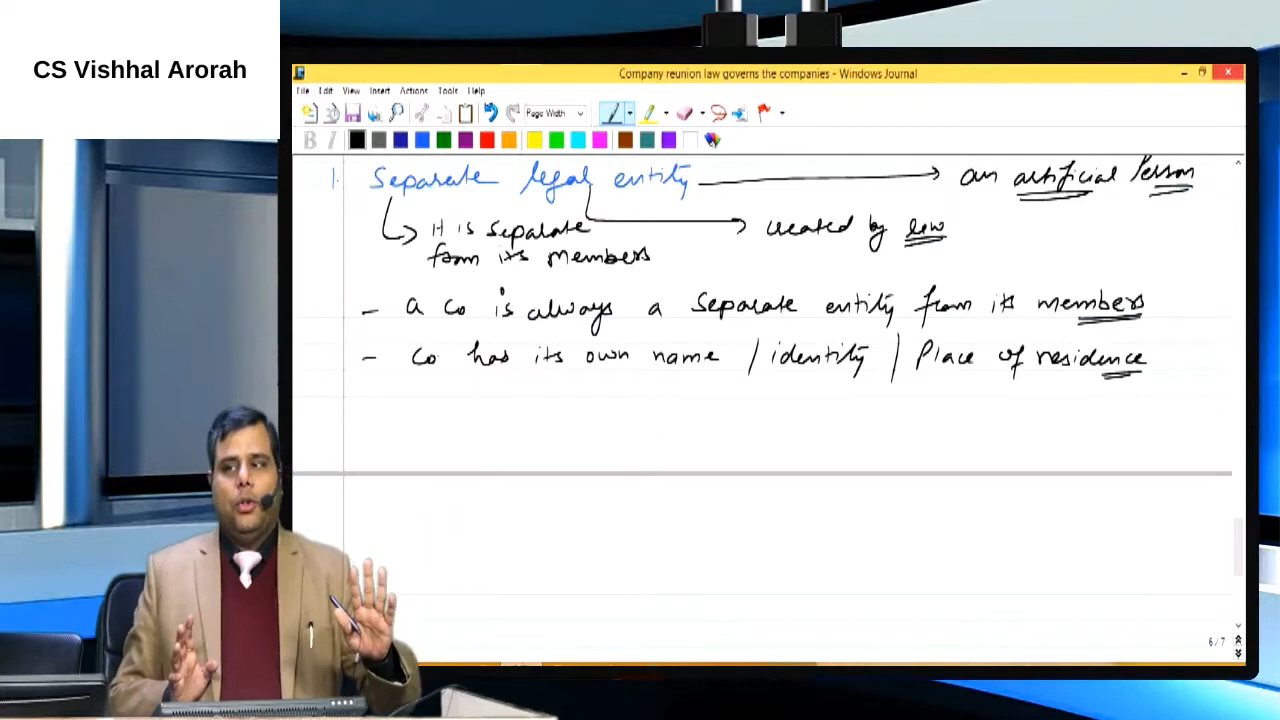 CS Vishhal Arorah
Company reunion law governs the companies - Windows Journal
File Edit View Insert Actions Tools Help
Page Width
B I
1. Separate legal entity → an artificial Person
It is separate from its members
created by law
- a Co is always a separate entity from its members
- Co has its own name / identity / Place of residence
6/7